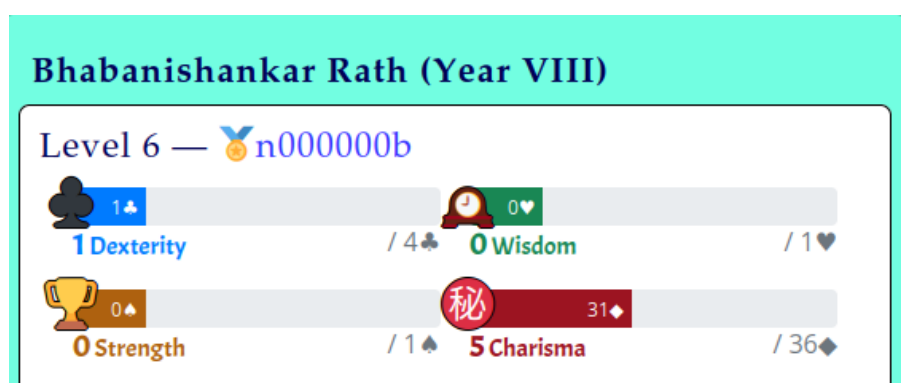 Bhabanishankar Rath (Year VIII)
Level 6 — 🏅n000000b
1♣ 0♥
1 Dexterity / 4♣ 0 Wisdom / 1♥
0♠ 秘 31◆
0 Strength / 1♠ 5 Charisma / 36◆